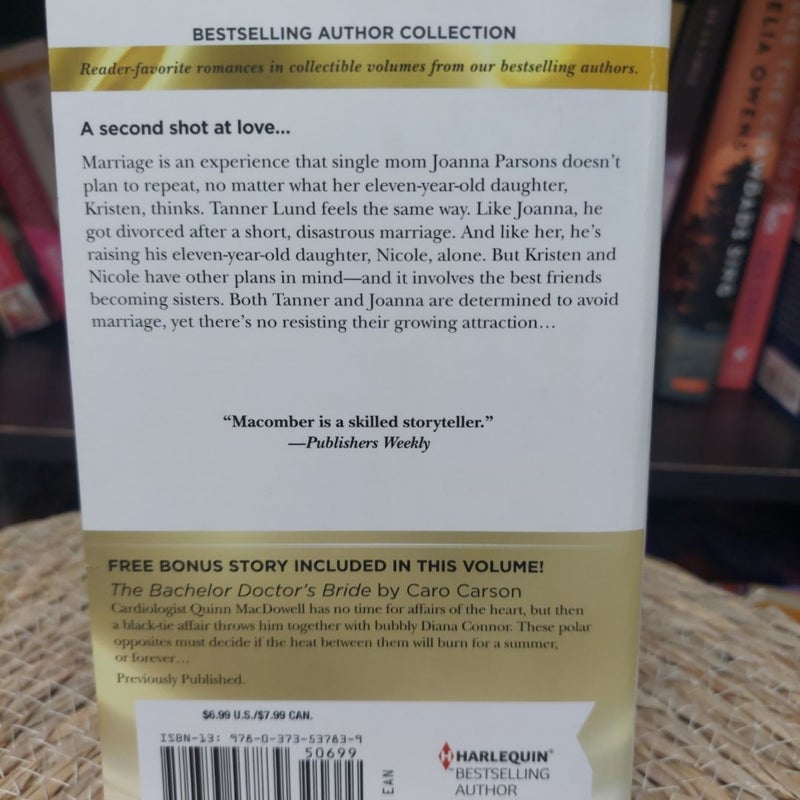 BESTSELLING AUTHOR COLLECTION
Reader-favorite romances in collectible volumes from our bestselling authors.
A second shot at love...
Marriage is an experience that single mom Joanna Parsons doesn't
plan to repeat, no matter what her eleven-year-old daughter,
Kristen, thinks. Tanner Lund feels the same way. Like Joanna, he
got divorced after a short, disastrous marriage. And like her, he's
raising his eleven-year-old daughter, Nicole, alone. But Kristen and
Nicole have other plans in mind—and it involves the best friends
becoming sisters. Both Tanner and Joanna are determined to avoid
marriage, yet there's no resisting their growing attraction…
“Macomber is a skilled storyteller.”
—Publishers Weekly
FREE BONUS STORY INCLUDED IN THIS VOLUME!
The Bachelor Doctor's Bride by Caro Carson
Cardiologist Quinn MacDowell has no time for affairs of the heart, but then
a black-tie affair throws him together with bubbly Diana Connor. These polar
opposites must decide if the heat between them will burn for a summer,
or forever…
Previously Published.
$6.99 U.S./$7.99 CAN.
ISBN-13: 978-0-373-53763-9
50699
EAN
HARLEQUIN®
BESTSELLING
AUTHOR
ELIA OWENS
CRAWDADS SING